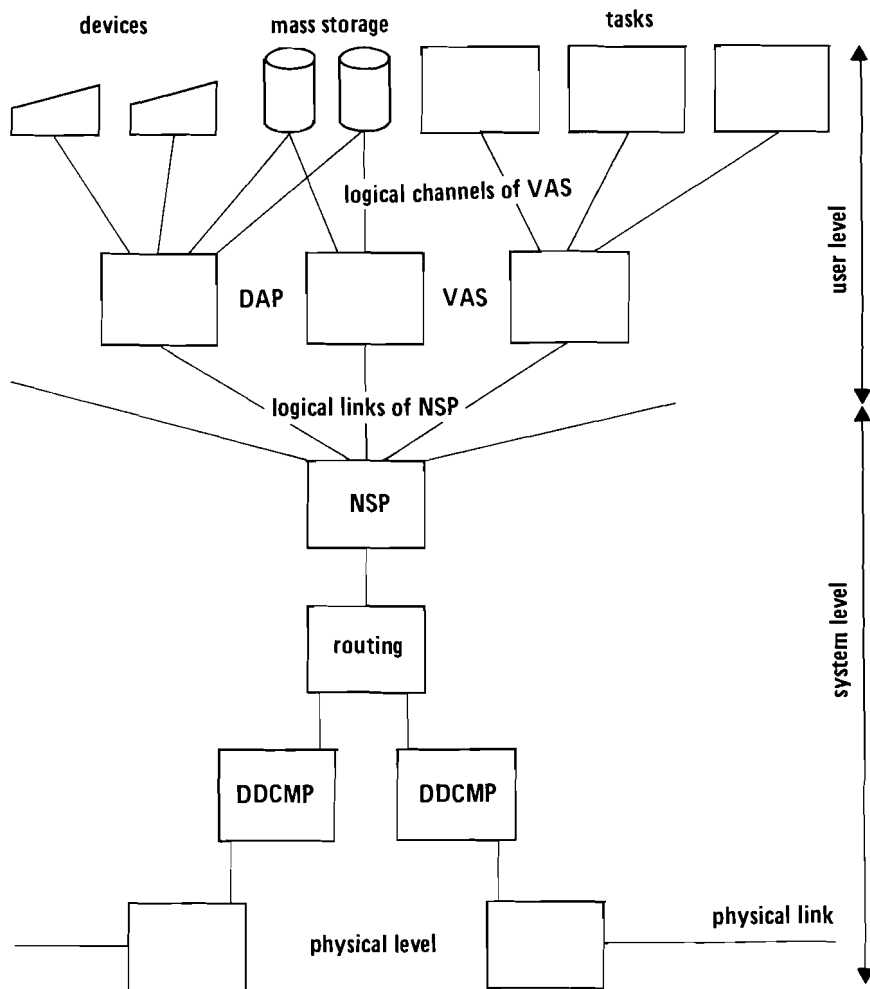 devices
mass storage
tasks
logical channels of VAS
user level
DAP
VAS
logical links of NSP
NSP
system level
routing
DDCMP
DDCMP
physical level
physical link